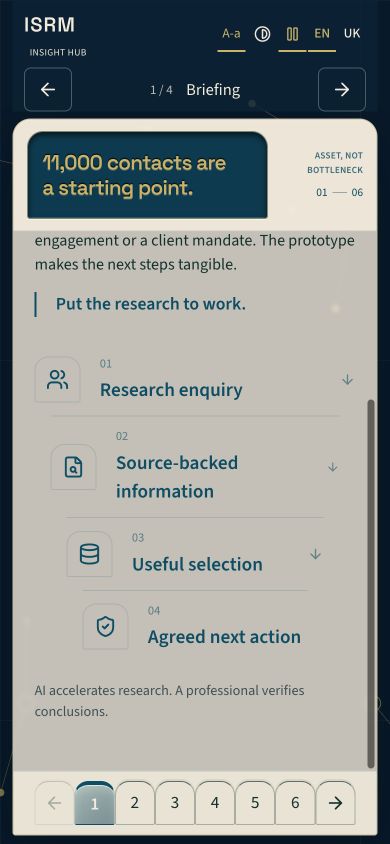 ISRM
INSIGHT HUB
A-a
EN
UK
1 / 4 Briefing
11,000 contacts are
a starting point.
ASSET, NOT
BOTTLENECK
01 — 06
engagement or a client mandate. The prototype
makes the next steps tangible.
Put the research to work.
01
Research enquiry
02
Source-backed
information
03
Useful selection
04
Agreed next action
AI accelerates research. A professional verifies
conclusions.
1 2 3 4 5 6